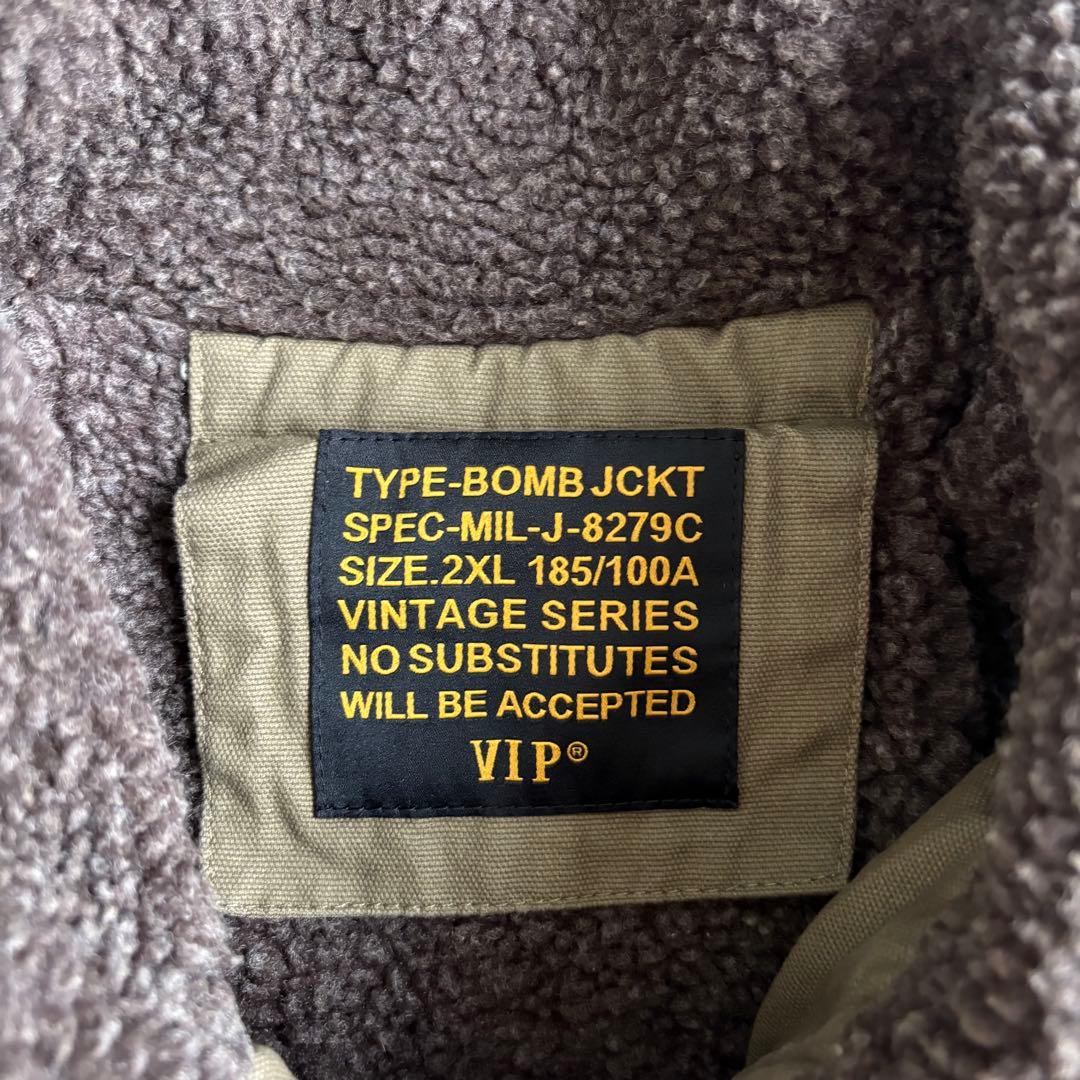 TYPE-BOMB JCKT
SPEC-MIL-J-8279C
SIZE.2XL 185/100A
VINTAGE SERIES
NO SUBSTITUTES
WILL BE ACCEPTED
VIP®